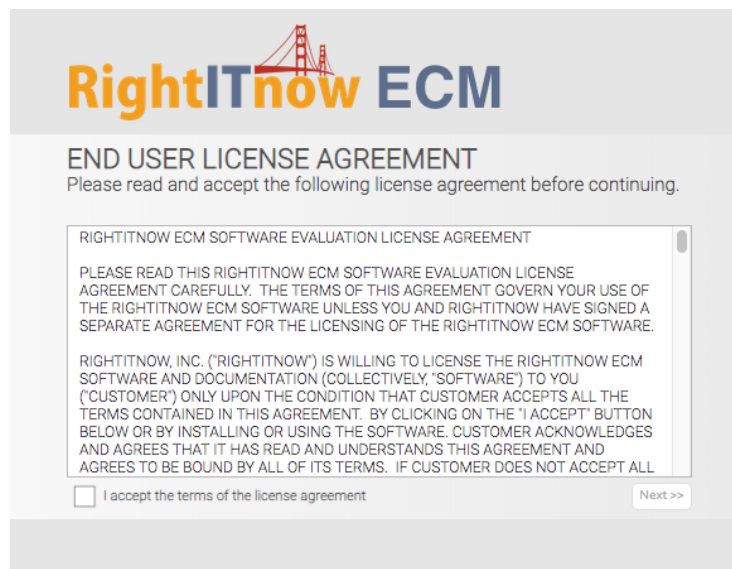 RightITnow ECM
END USER LICENSE AGREEMENT
Please read and accept the following license agreement before continuing.
RIGHTITNOW ECM SOFTWARE EVALUATION LICENSE AGREEMENT
PLEASE READ THIS RIGHTITNOW ECM SOFTWARE EVALUATION LICENSE
AGREEMENT CAREFULLY.  THE TERMS OF THIS AGREEMENT GOVERN YOUR USE OF
THE RIGHTITNOW ECM SOFTWARE UNLESS YOU AND RIGHTITNOW HAVE SIGNED A
SEPARATE AGREEMENT FOR THE LICENSING OF THE RIGHTITNOW ECM SOFTWARE.
RIGHTITNOW, INC. ("RIGHTITNOW") IS WILLING TO LICENSE THE RIGHTITNOW ECM
SOFTWARE AND DOCUMENTATION (COLLECTIVELY, "SOFTWARE") TO YOU
("CUSTOMER") ONLY UPON THE CONDITION THAT CUSTOMER ACCEPTS ALL THE
TERMS CONTAINED IN THIS AGREEMENT.  BY CLICKING ON THE "I ACCEPT" BUTTON
BELOW OR BY INSTALLING OR USING THE SOFTWARE. CUSTOMER ACKNOWLEDGES
AND AGREES THAT IT HAS READ AND UNDERSTANDS THIS AGREEMENT AND
AGREES TO BE BOUND BY ALL OF ITS TERMS.  IF CUSTOMER DOES NOT ACCEPT ALL
I accept the terms of the license agreement
Next >>